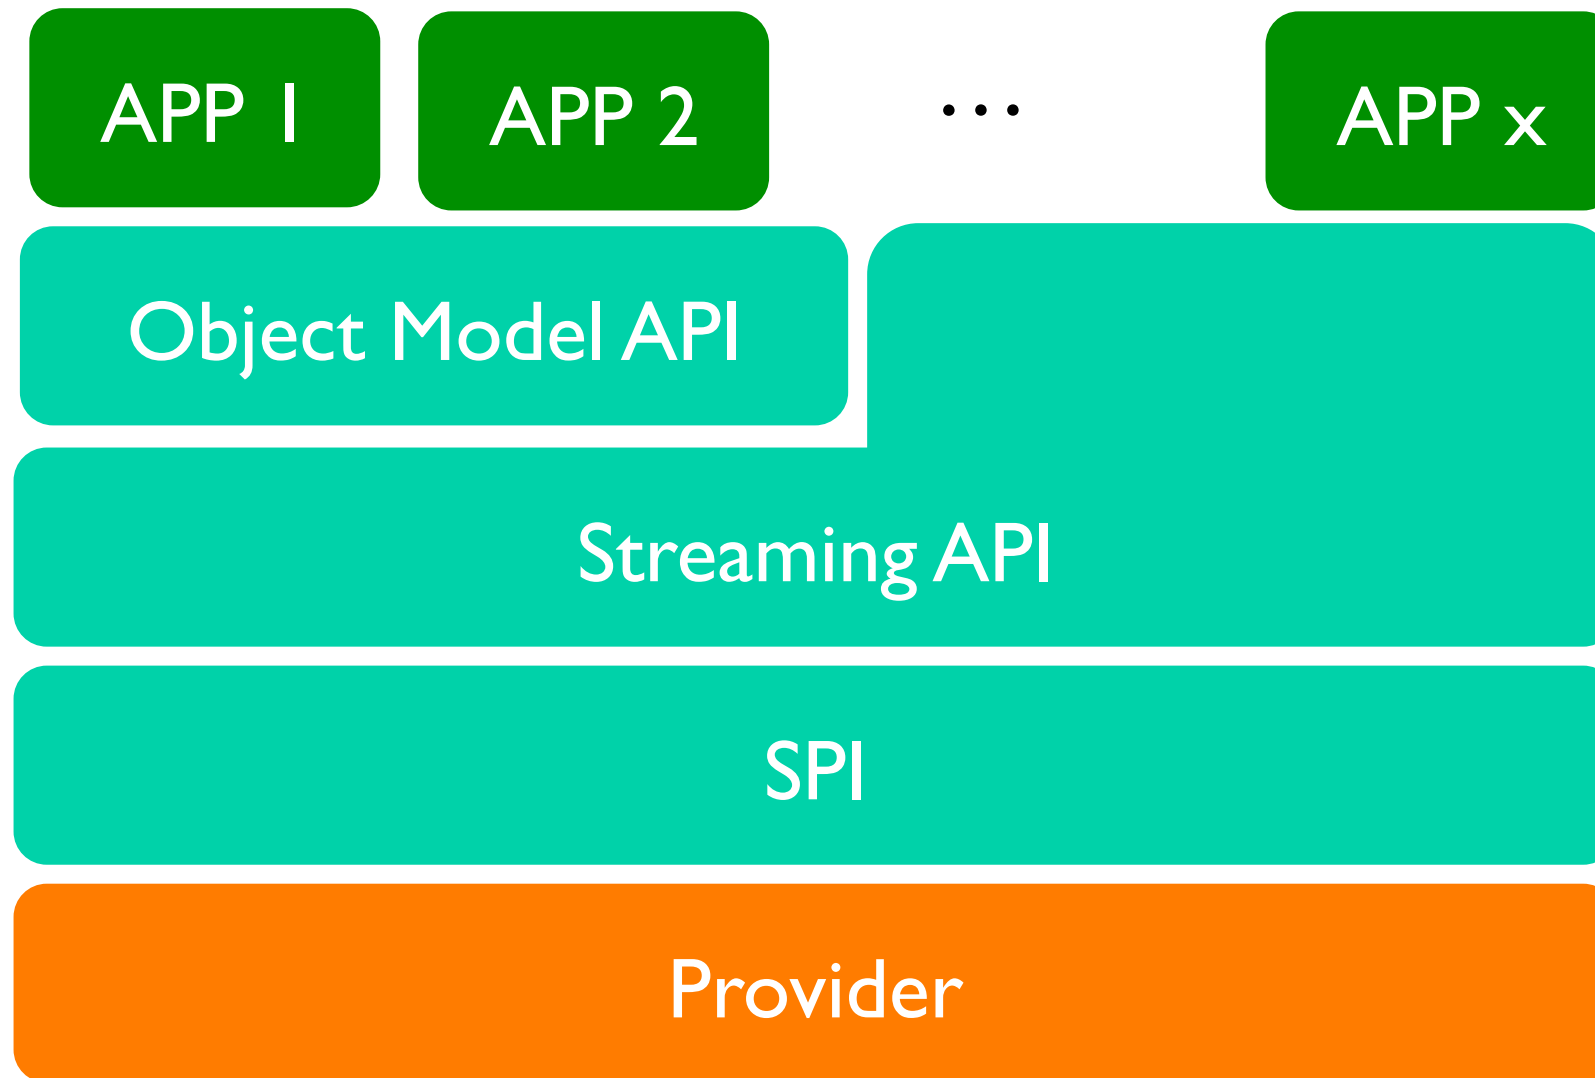 APP 1
APP 2
...
APP x
Object Model API
Streaming API
SPI
Provider